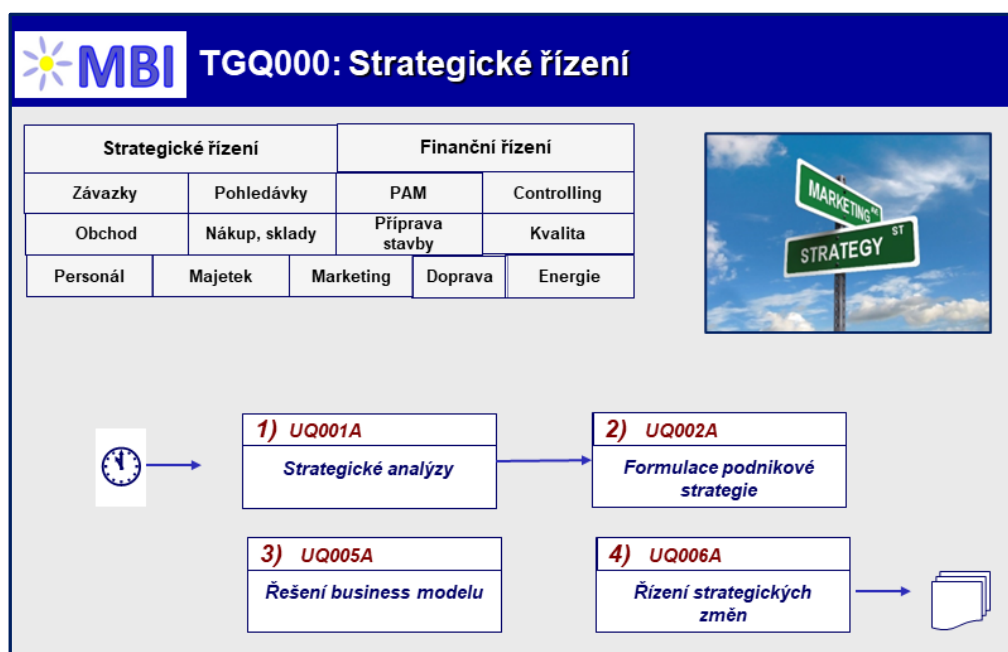 MBI
TGQ000: Strategické řízení
Strategické řízení
Finanční řízení
Závazky
Pohledávky
PAM
Controlling
Obchod
Nákup, sklady
Příprava
stavby
Kvalita
Personál
Majetek
Marketing
Doprava
Energie
MARKETING AVE
STRATEGY ST
1) UQ001A
Strategické analýzy
2) UQ002A
Formulace podnikové
strategie
3) UQ005A
Řešení business modelu
4) UQ006A
Řízení strategických
změn